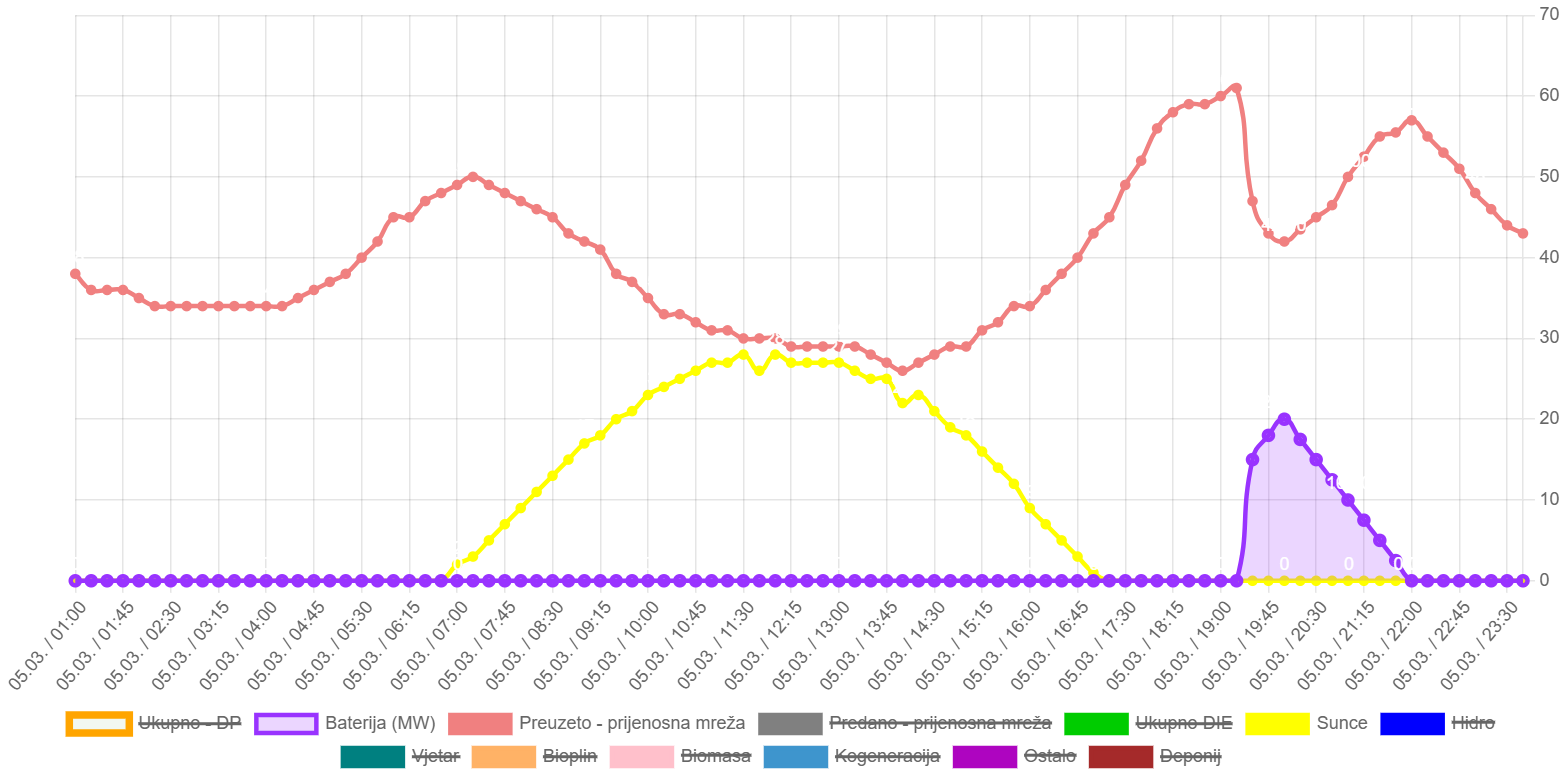 70
60
50
40
30
20
10
0
05.03. / 01:00
05.03. / 01:45
05.03. / 02:30
05.03. / 03:15
05.03. / 04:00
05.03. / 04:45
05.03. / 05:30
05.03. / 06:15
05.03. / 07:00
05.03. / 07:45
05.03. / 08:30
05.03. / 09:15
05.03. / 10:00
05.03. / 10:45
05.03. / 11:30
05.03. / 12:15
05.03. / 13:00
05.03. / 13:45
05.03. / 14:30
05.03. / 15:15
05.03. / 16:00
05.03. / 16:45
05.03. / 17:30
05.03. / 18:15
05.03. / 19:00
05.03. / 19:45
05.03. / 20:30
05.03. / 21:15
05.03. / 22:00
05.03. / 22:45
05.03. / 23:30
Ukupno - DP Baterija (MW) Preuzeto - prijenosna mreža Predano - prijenosna mreža Ukupno DIE Sunce Hidro
Vjetar Bioplin Biomasa Kogeneracija Ostalo Deponij